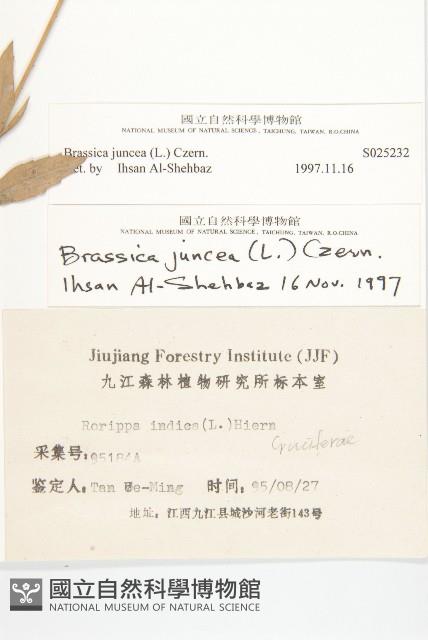 國立自然科學博物館
NATIONAL MUSEUM OF NATURAL SCIENCE, TAICHUNG, TAIWAN, R.O.CHINA
Brassica juncea (L.) Czern. S025232
et. by Ihsan Al-Shehbaz 1997.11.16
國立自然科學博物館
NATIONAL MUSEUM OF NATURAL SCIENCE, TAICHUNG, TAIWAN, R.O.CHINA
Brassica juncea (L.) Czern.
Ihsan Al-Shehbaz 16 Nov. 1997
Jiujiang Forestry Institute (JJF)
九江森林植物研究所标本室
Rorippa indica(L.)Hiern
Cruciferae
采集号: 95184A
鉴定人: Tan Ce-Ming 时间: 95/08/27
地址: 江西九江县城沙河老街143号
國立自然科學博物館
NATIONAL MUSEUM OF NATURAL SCIENCE